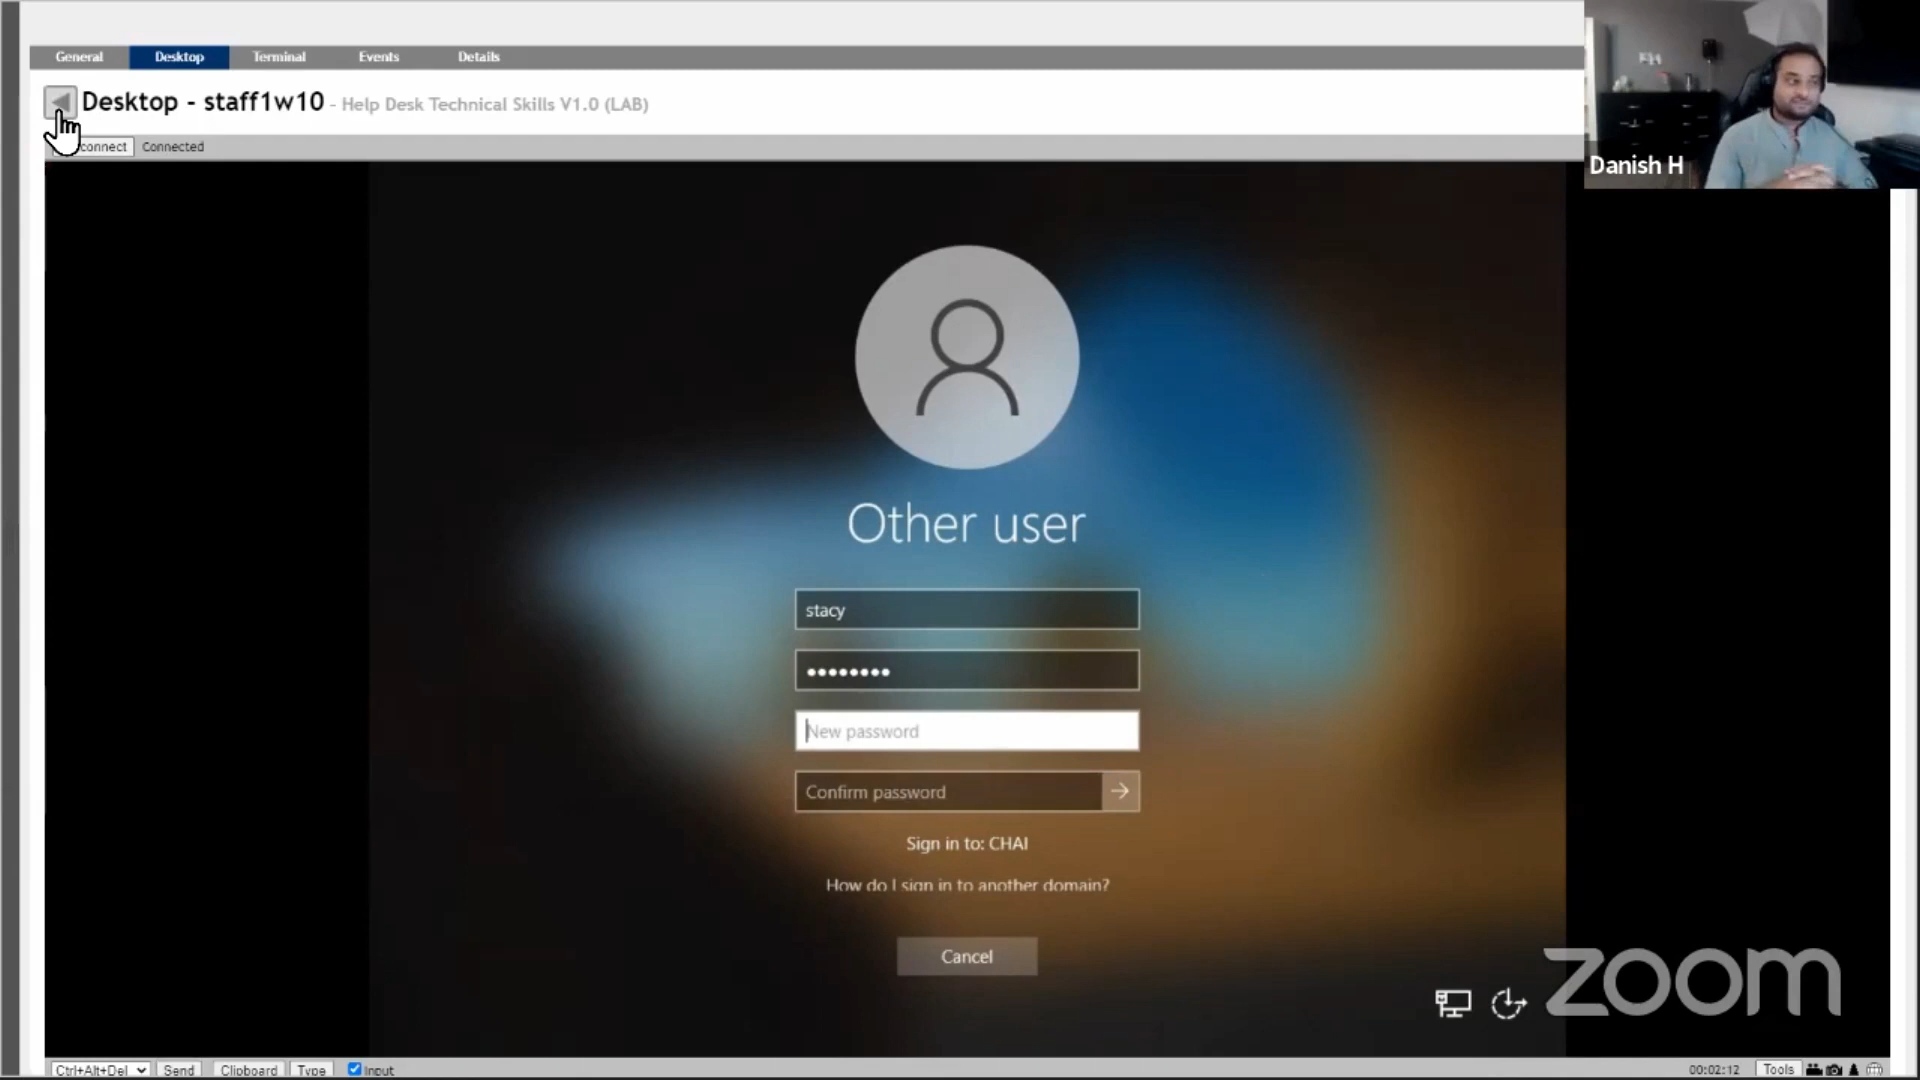 General Desktop Terminal Events Details
Desktop - staff1w10 - Help Desk Technical Skills V1.0 (LAB)
connect Connected
Danish H
Other user
stacy
New password
Confirm password
Sign in to: CHAI
How do I sign in to another domain?
Cancel
zoom
Ctrl+Alt+Del Send Clipboard Type Input 00:02:12 Tools